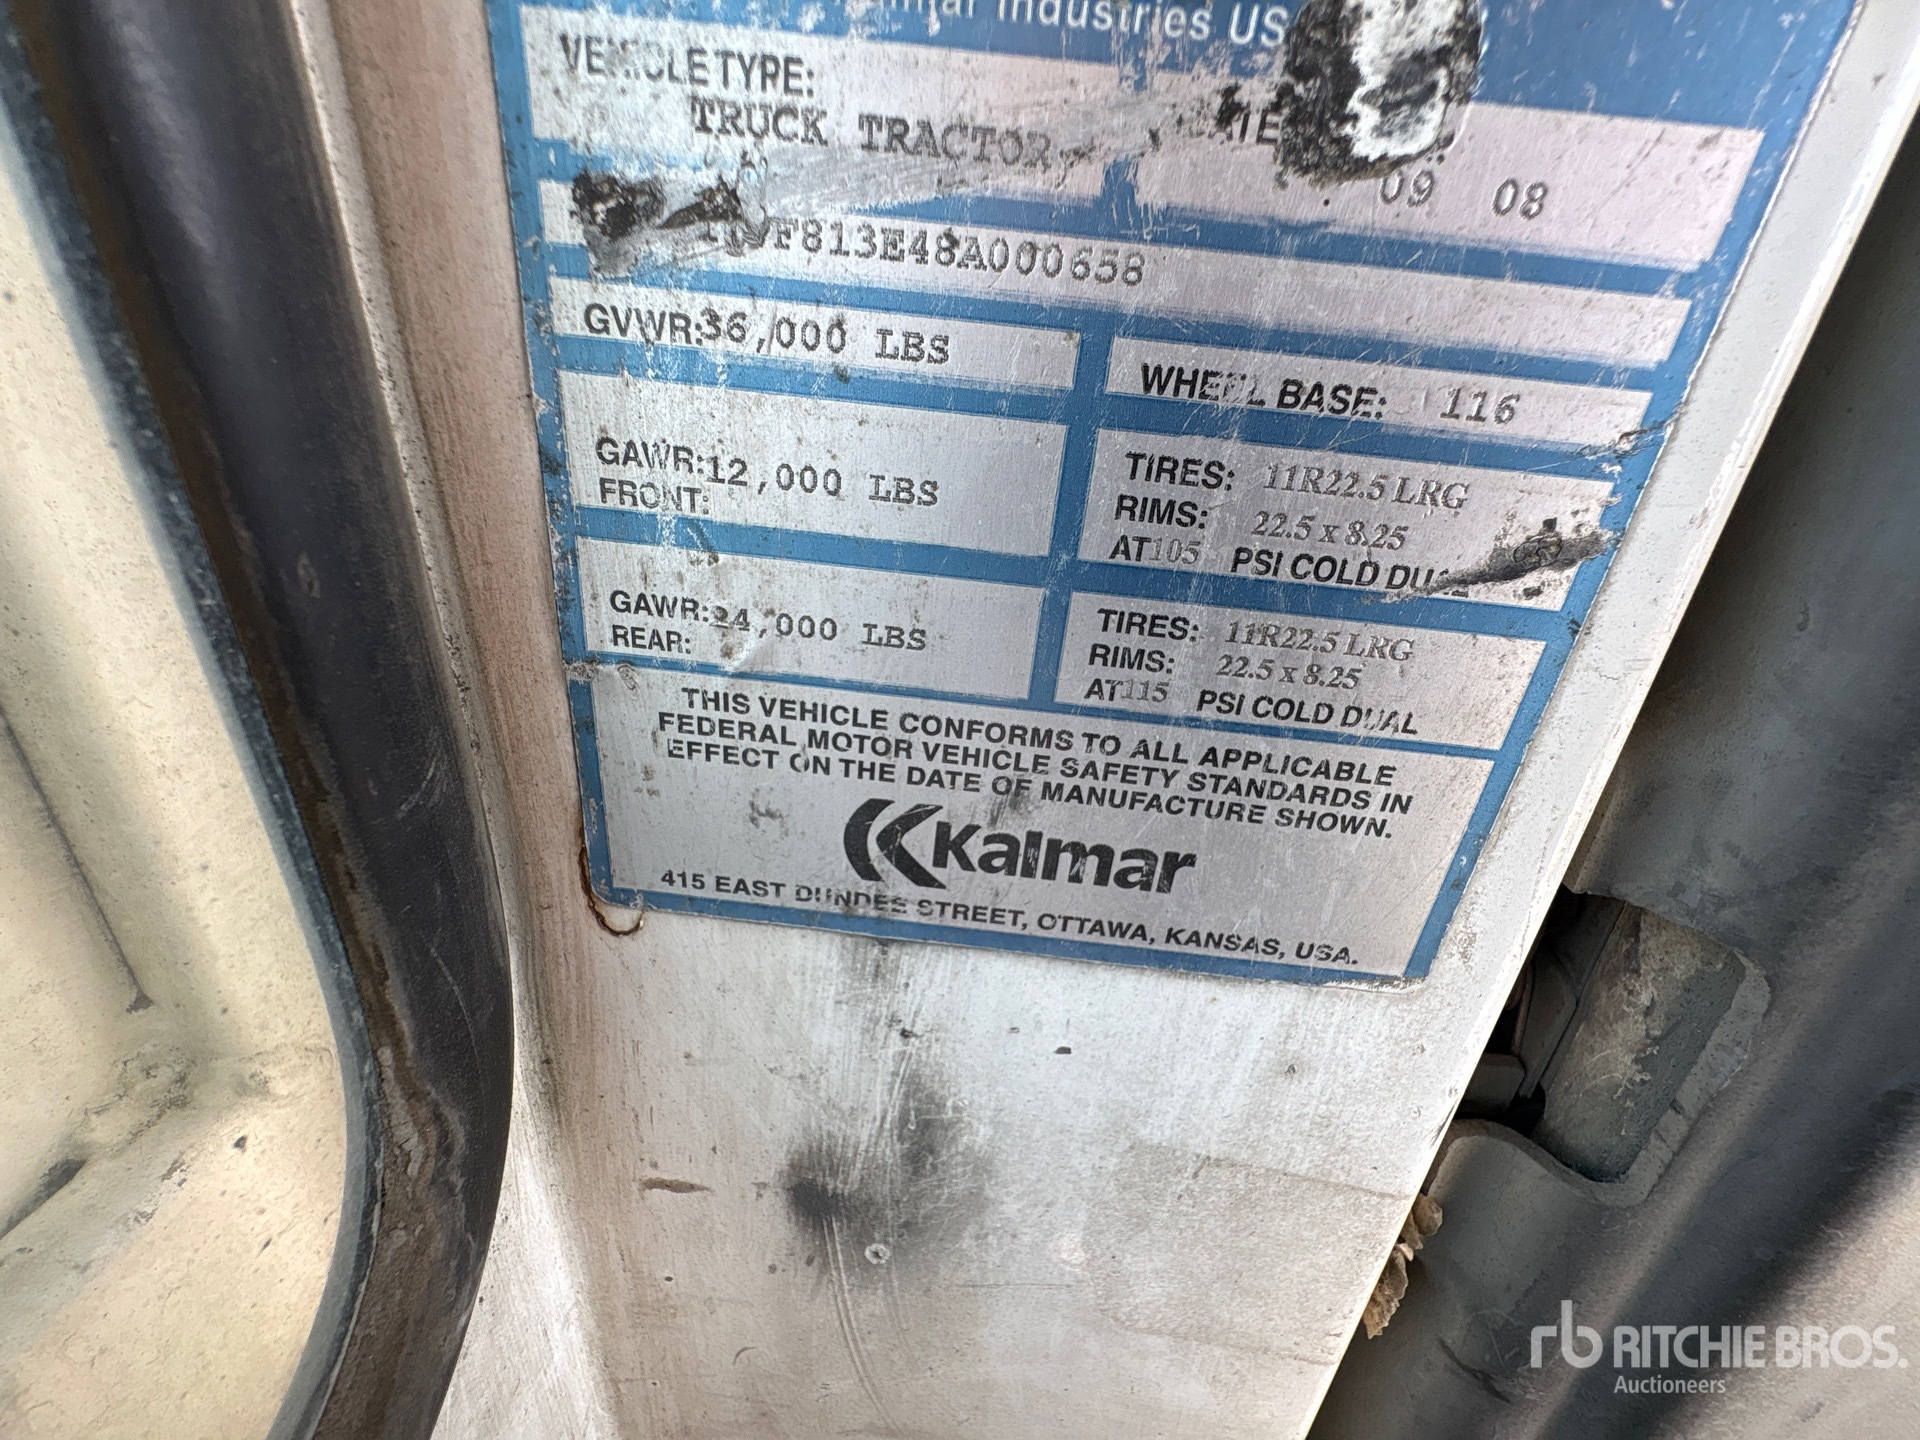 Industries US
VEHICLE TYPE:
TRUCK TRACTOR
09 08
F813E48A000658
GVWR:36,000 LBS
WHEEL BASE: 116
GAWR:12,000 LBS
FRONT:
TIRES: 11R22.5 LRG
RIMS: 22.5 x 8.25
AT105 PSI COLD DUAL
GAWR:24,000 LBS
REAR:
TIRES: 11R22.5 LRG
RIMS: 22.5 x 8.25
AT115 PSI COLD DUAL
THIS VEHICLE CONFORMS TO ALL APPLICABLE
FEDERAL MOTOR VEHICLE SAFETY STANDARDS IN
EFFECT ON THE DATE OF MANUFACTURE SHOWN.
Kalmar
415 EAST DUNDEE STREET, OTTAWA, KANSAS, USA.
rb RITCHIE BROS.
Auctioneers